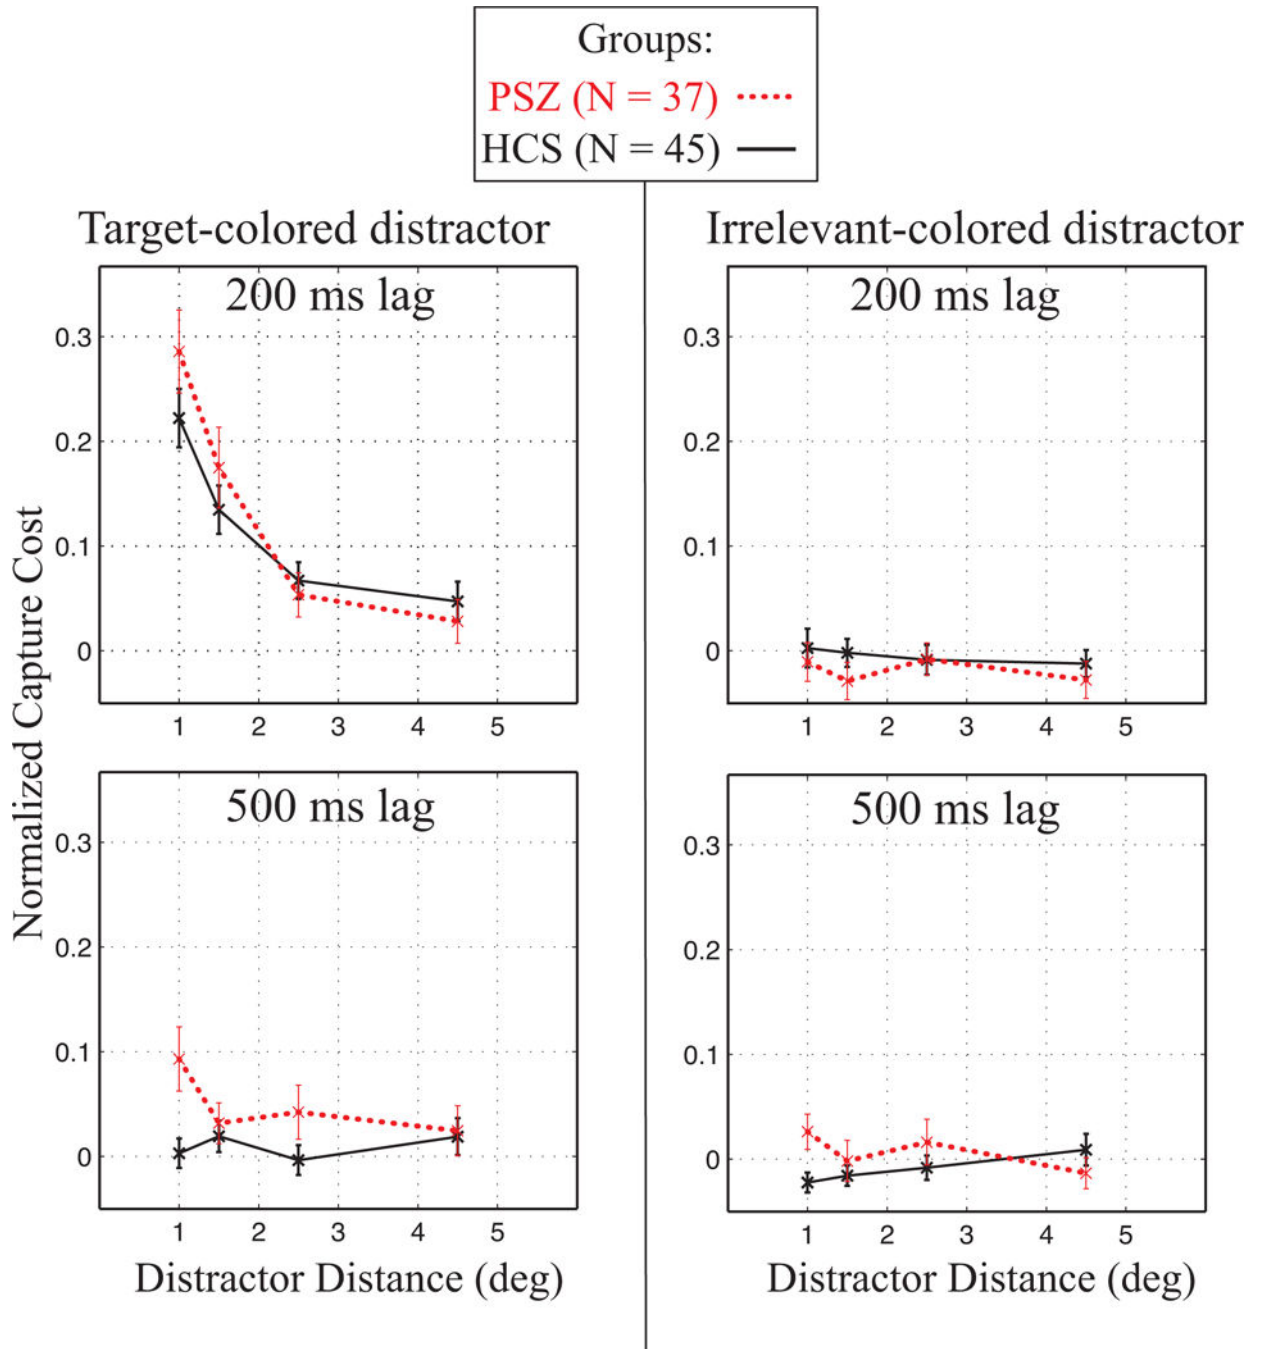 Groups:
PSZ (N = 37)
HCS (N = 45)
Target-colored distractor
Irrelevant-colored distractor
Normalized Capture Cost
200 ms lag
0.3
0.2
0.1
0
1 2 3 4 5
200 ms lag
0.3
0.2
0.1
0
1 2 3 4 5
500 ms lag
0.3
0.2
0.1
0
1 2 3 4 5
Distractor Distance (deg)
500 ms lag
0.3
0.2
0.1
0
1 2 3 4 5
Distractor Distance (deg)